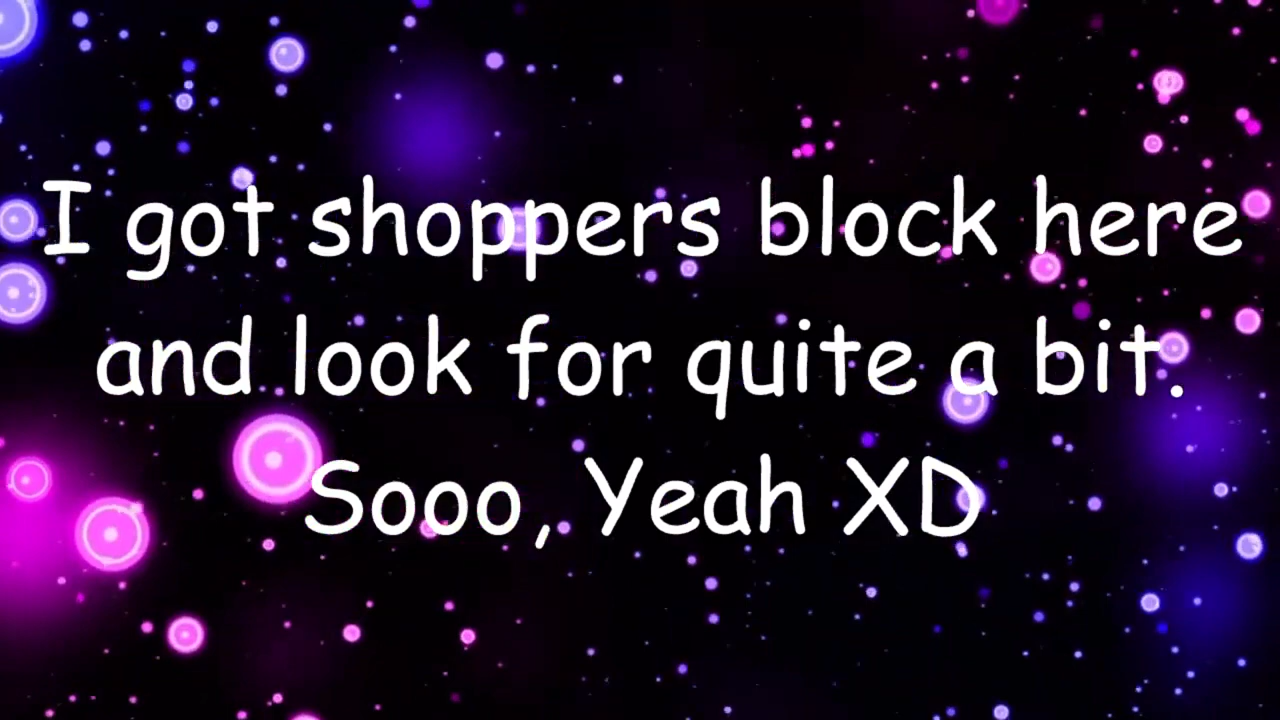 I got shoppers block here
and look for quite a bit.
Sooo, Yeah XD